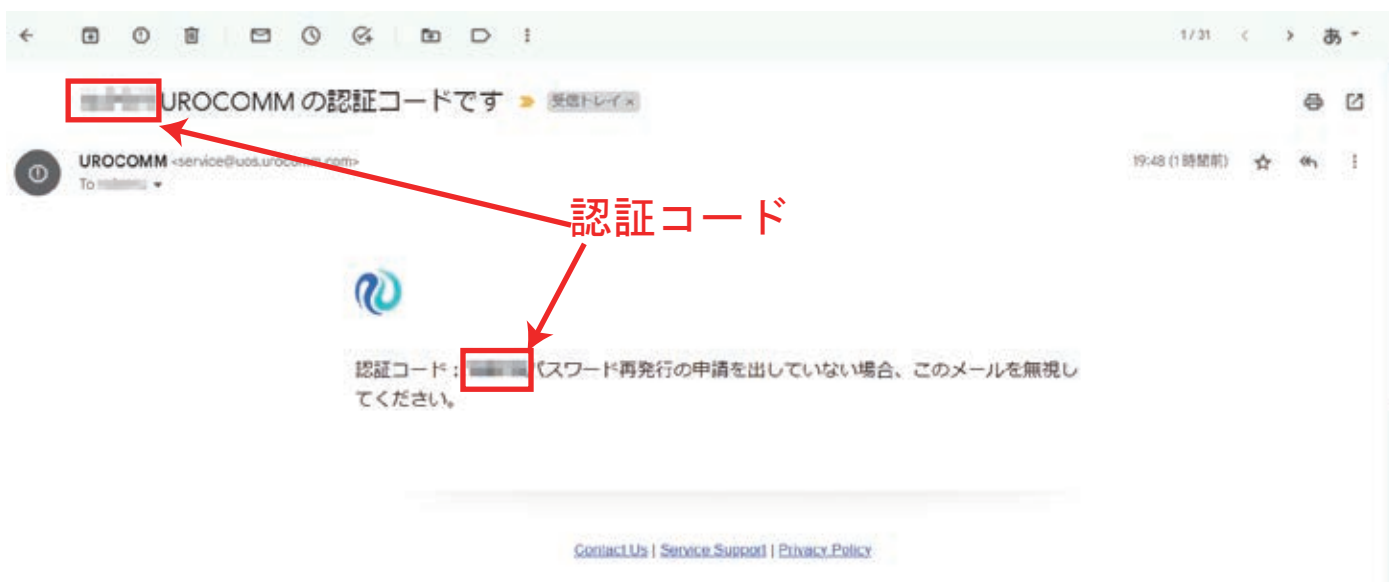 1/31
あ
UROCOMM の認証コードです
受信トレイ ×
UROCOMM <service@uos.urocomm.com>
19:48 (1 時間前)
To
認証コード
認証コード：
パスワード再発行の申請を出していない場合、このメールを無視し
てください。
Contact Us | Service Support | Privacy Policy